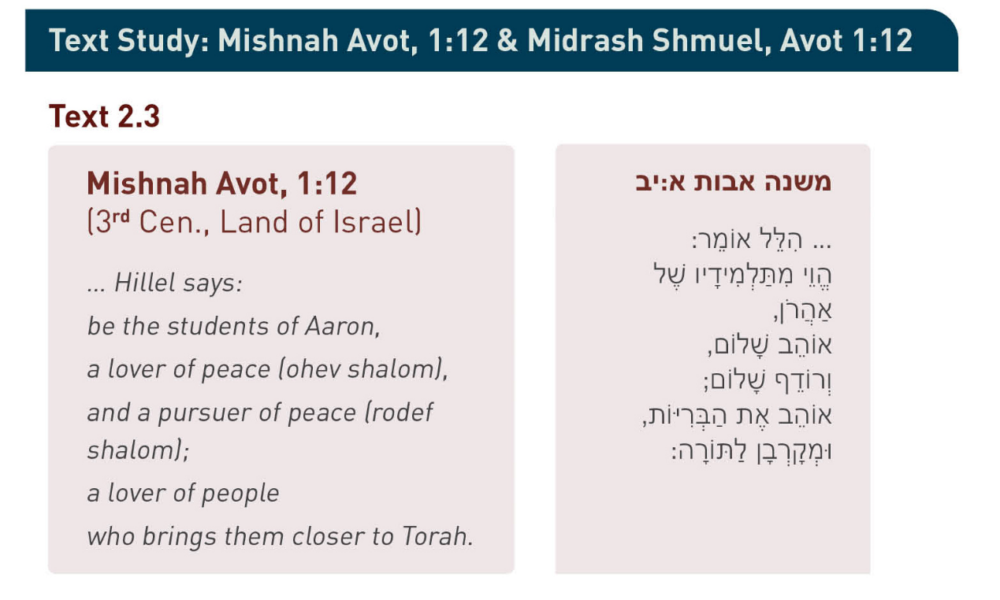 Text Study: Mishnah Avot, 1:12 & Midrash Shmuel, Avot 1:12
Text 2.3
Mishnah Avot, 1:12
(3rd Cen., Land of Israel)
... Hillel says:
be the students of Aaron,
a lover of peace (ohev shalom),
and a pursuer of peace (rodef
shalom);
a lover of people
who brings them closer to Torah.
משנה אבות א:יב
... הִלֵּל אוֹמֵר:
הֱוֵי מִתַּלְמִידָיו שֶׁל
אַהֲרֹן,
אוֹהֵב שָׁלוֹם,
וְרוֹדֵף שָׁלוֹם;
אוֹהֵב אֶת הַבְּרִיּוֹת,
וּמְקָרְבָן לַתּוֹרָה: